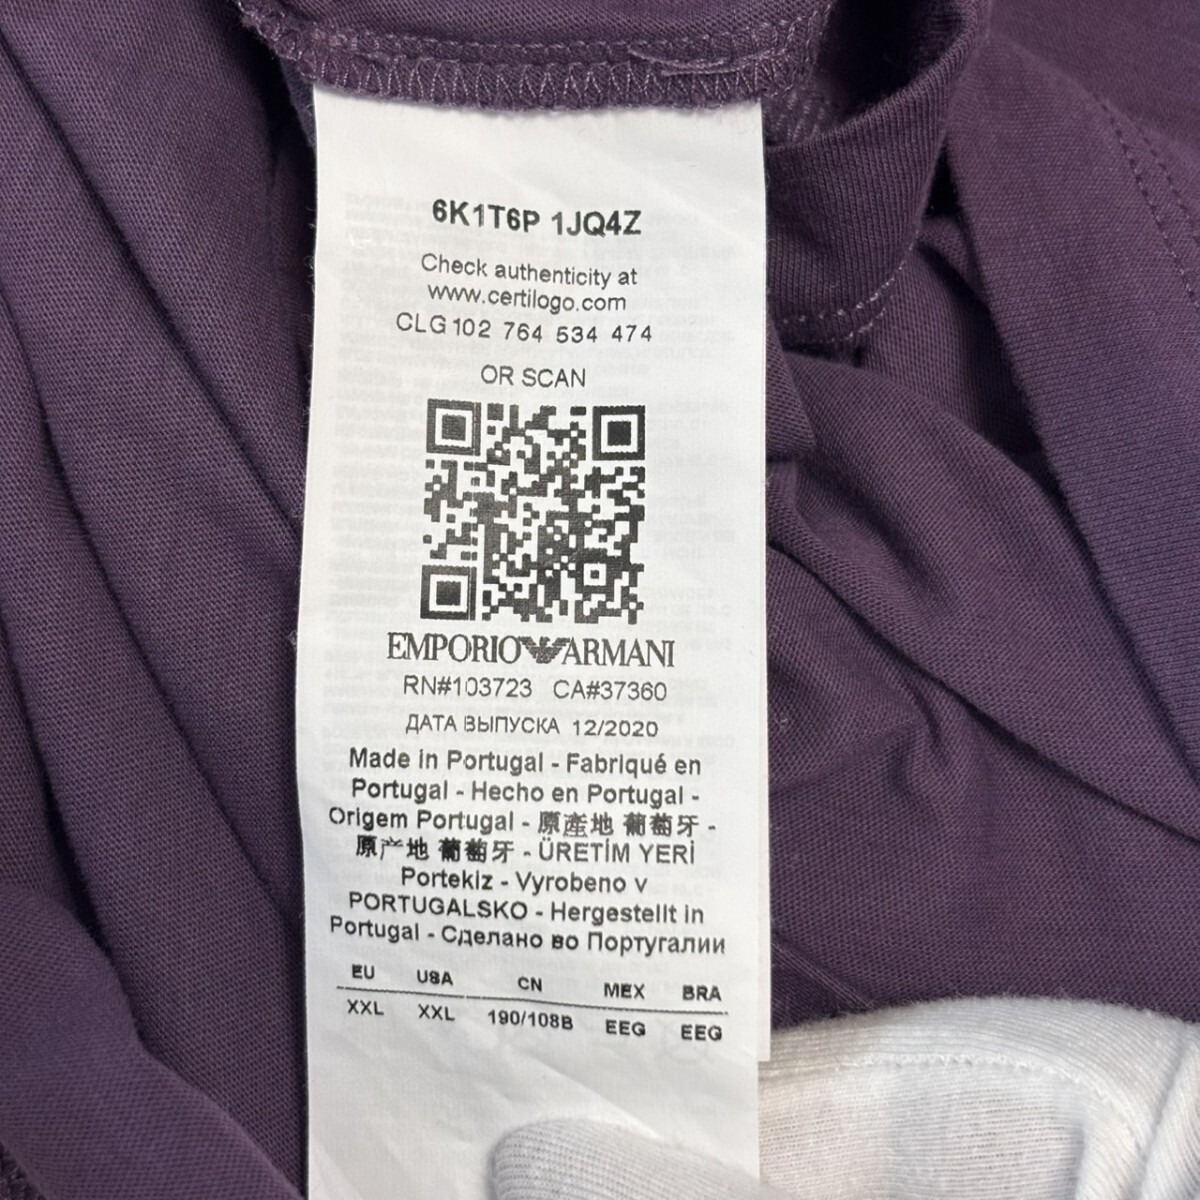 6K1T6P 1JQ4Z
Check authenticity at
www.certilogo.com
CLG 102 764 534 474
OR SCAN
EMPORIO ARMANI
RN#103723 CA#37360
ДАТА ВЫПУСКА 12/2020
Made in Portugal - Fabriqué en
Portugal - Hecho en Portugal -
Origem Portugal - 原產地 葡萄牙 -
原产地 葡萄牙 - ÜRETİM YERİ
Portekiz - Vyrobeno v
PORTUGALSKO - Hergestellt in
Portugal - Сделано во Португалии
EU USA CN MEX BRA
XXL XXL 190/108B EEG EEG